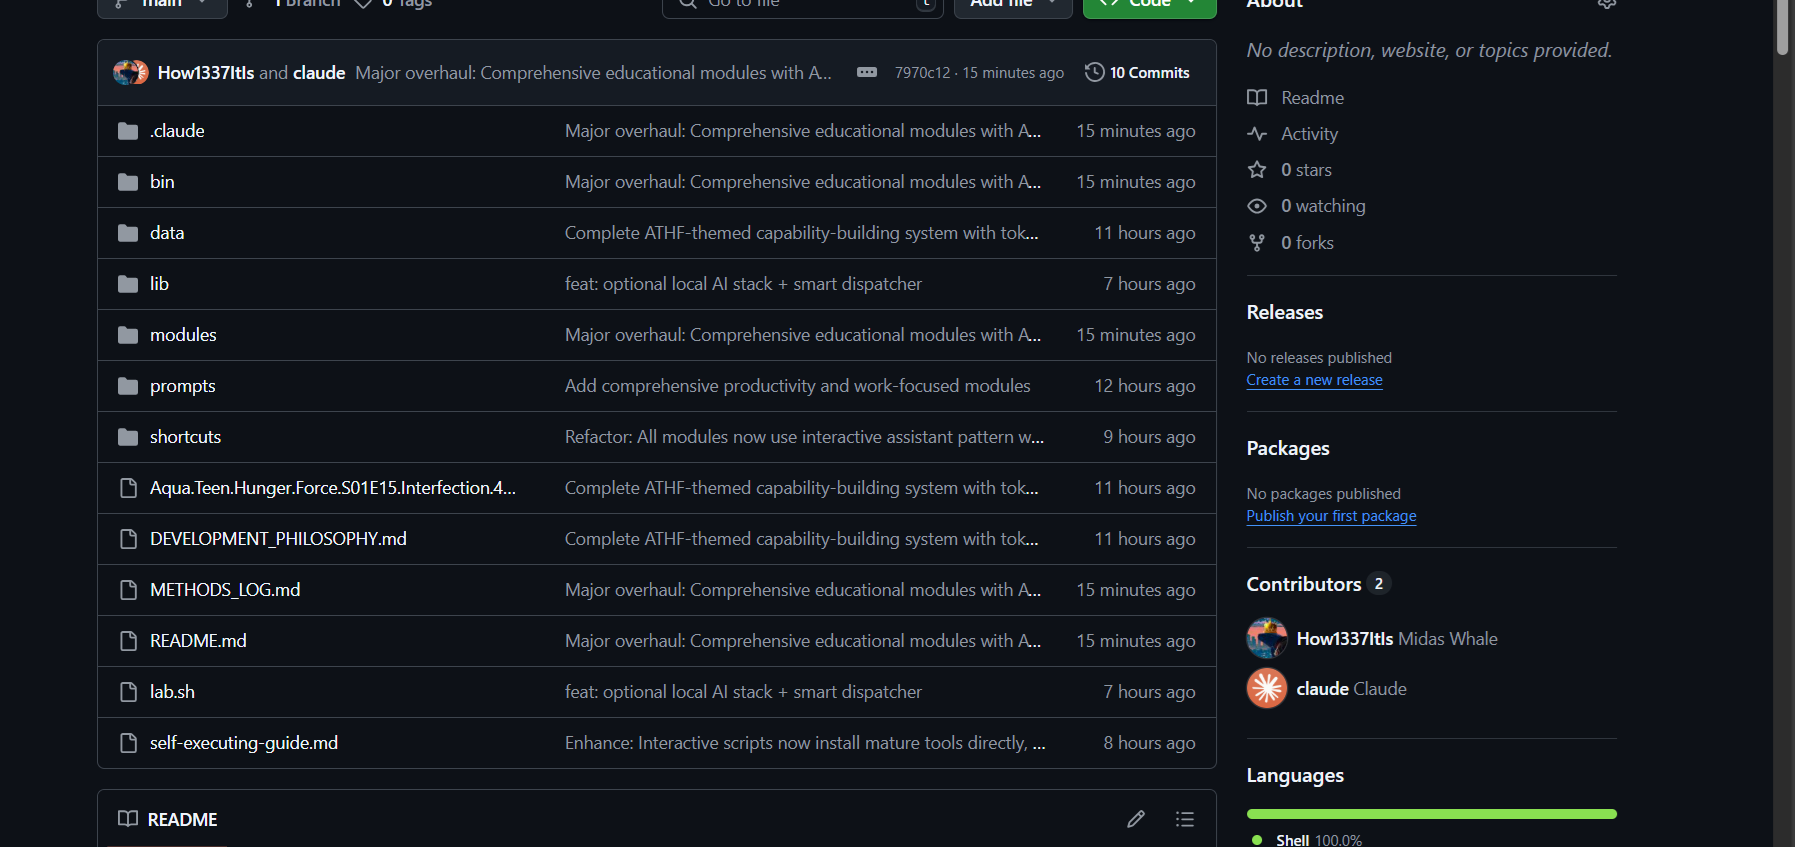 main
1 Branch
0 Tags
Go to file
t
Add file
Code
How1337ItIs and claude Major overhaul: Comprehensive educational modules with A... 7970c12 · 15 minutes ago 10 Commits
.claude Major overhaul: Comprehensive educational modules with A... 15 minutes ago
bin Major overhaul: Comprehensive educational modules with A... 15 minutes ago
data Complete ATHF-themed capability-building system with tok... 11 hours ago
lib feat: optional local AI stack + smart dispatcher 7 hours ago
modules Major overhaul: Comprehensive educational modules with A... 15 minutes ago
prompts Add comprehensive productivity and work-focused modules 12 hours ago
shortcuts Refactor: All modules now use interactive assistant pattern w... 9 hours ago
Aqua.Teen.Hunger.Force.S01E15.Interfection.4... Complete ATHF-themed capability-building system with tok... 11 hours ago
DEVELOPMENT_PHILOSOPHY.md Complete ATHF-themed capability-building system with tok... 11 hours ago
METHODS_LOG.md Major overhaul: Comprehensive educational modules with A... 15 minutes ago
README.md Major overhaul: Comprehensive educational modules with A... 15 minutes ago
lab.sh feat: optional local AI stack + smart dispatcher 7 hours ago
self-executing-guide.md Enhance: Interactive scripts now install mature tools directly, ... 8 hours ago
README
About
No description, website, or topics provided.
Readme
Activity
0 stars
0 watching
0 forks
Releases
No releases published
Create a new release
Packages
No packages published
Publish your first package
Contributors 2
How1337ItIs Midas Whale
claude Claude
Languages
Shell 100.0%